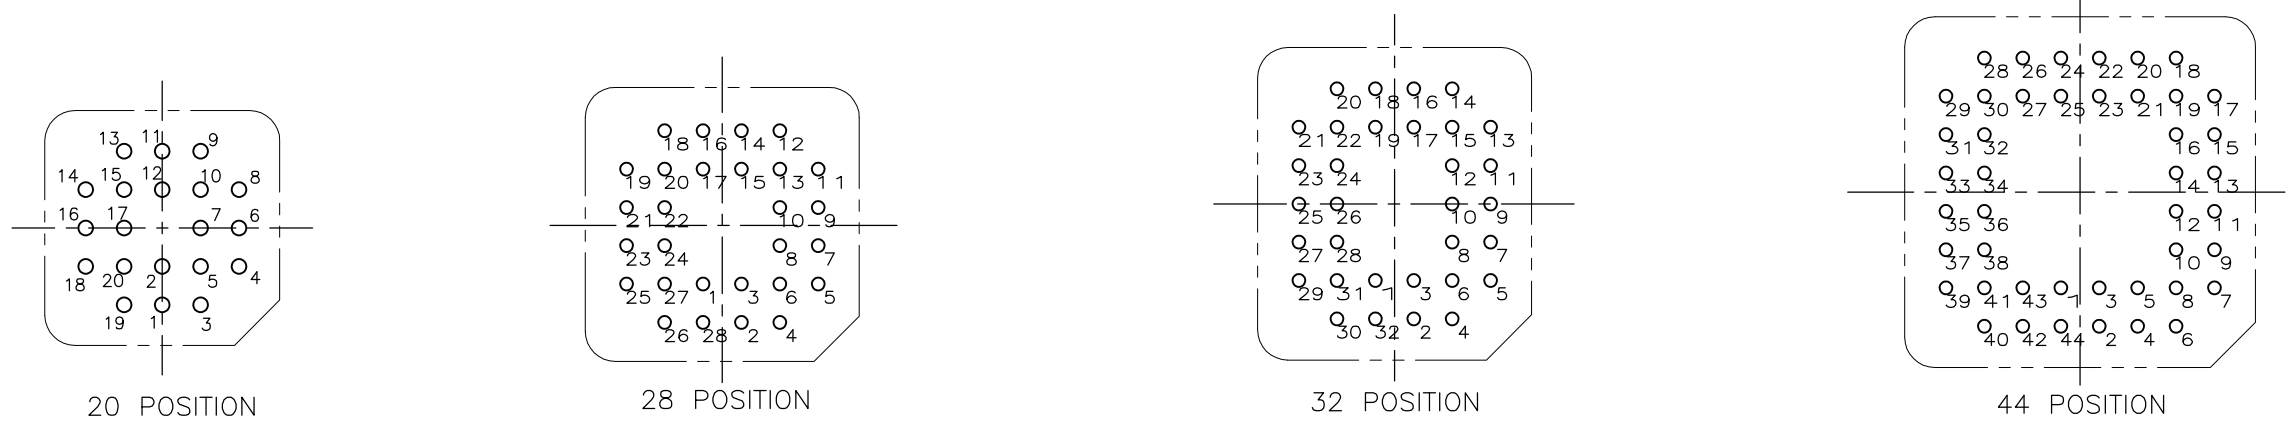 13 11 9
14 15 12 10 8
16 17 7 6
18 20 2 5 4
19 1 3
20 POSITION
18 16 14 12
19 20 17 15 13 11
21 22 10 9
23 24 8 7
25 27 1 3 6 5
26 28 2 4
28 POSITION
20 18 16 14
21 22 19 17 15 13
23 24 12 11
25 26 10 9
27 28 8 7
29 31 1 3 6 5
30 32 2 4
32 POSITION
28 26 24 22 20 18
29 30 27 25 23 21 19 17
31 32 16 15
33 34 14 13
35 36 12 11
37 38 10 9
39 41 43 1 3 5 8 7
40 42 44 2 4 6
44 POSITION